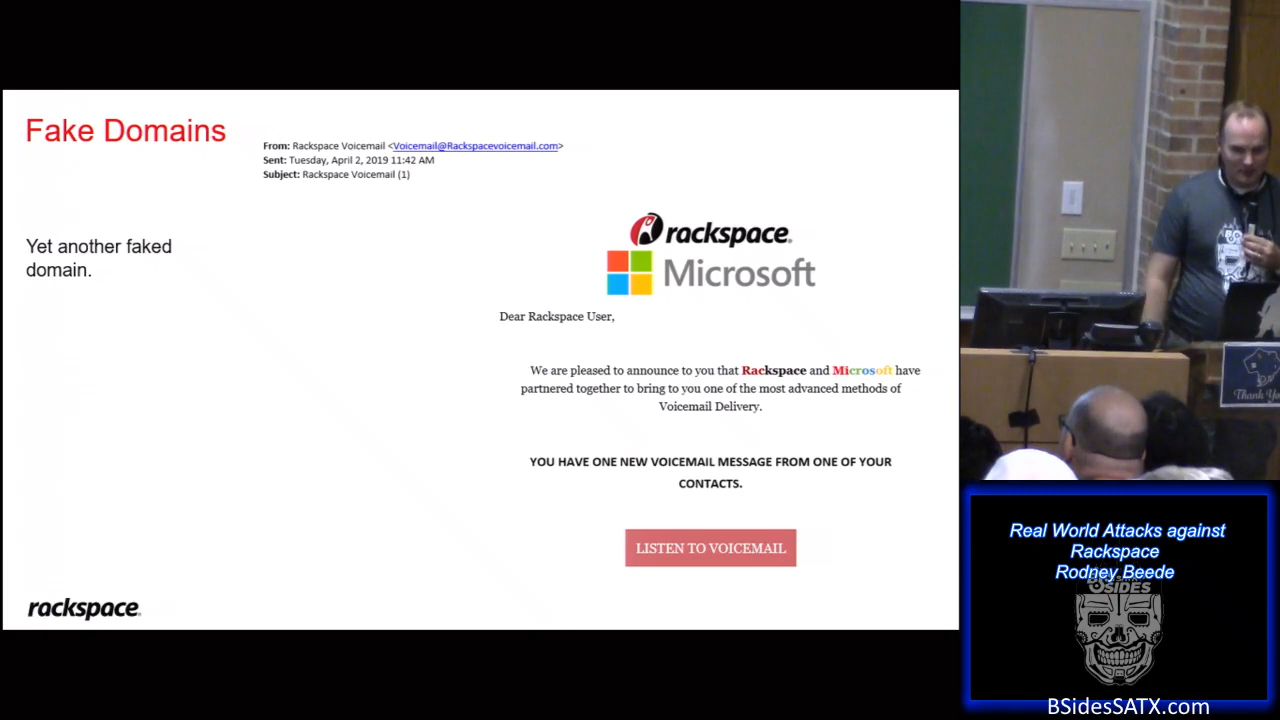 Fake Domains
From: Rackspace Voicemail <Voicemail@Rackspacevoicemail.com>
Sent: Tuesday, April 2, 2019 11:42 AM
Subject: Rackspace Voicemail (1)
Yet another faked
domain.
rackspace.
Microsoft
Dear Rackspace User,
We are pleased to announce to you that Rackspace and Microsoft have
partnered together to bring to you one of the most advanced methods of
Voicemail Delivery.
YOU HAVE ONE NEW VOICEMAIL MESSAGE FROM ONE OF YOUR
CONTACTS.
LISTEN TO VOICEMAIL
rackspace.
Thank
Real World Attacks against
Rackspace
Rodney Beede
SIDES
BSidesSATX.com